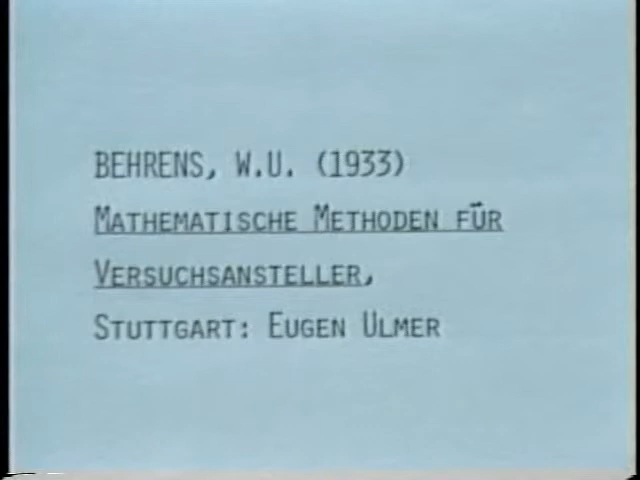 BEHRENS, W.U. (1933)
MATHEMATISCHE METHODEN FÜR
VERSUCHSANSTELLER,
STUTTGART: EUGEN ULMER